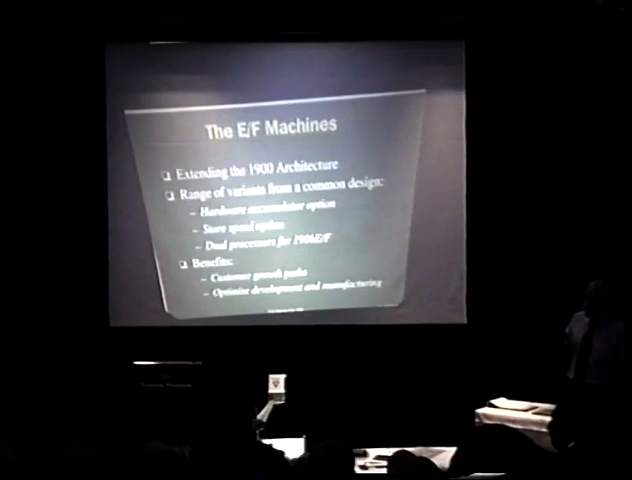 The E/F Machines
❑ Extending the 1900 Architecture
❑ Range of variants from a common design:
– Hardware accumulator option
– Store speed option
– Dual processors for 1906E/F
❑ Benefits:
– Customer growth paths
– Optimise development and manufacturing